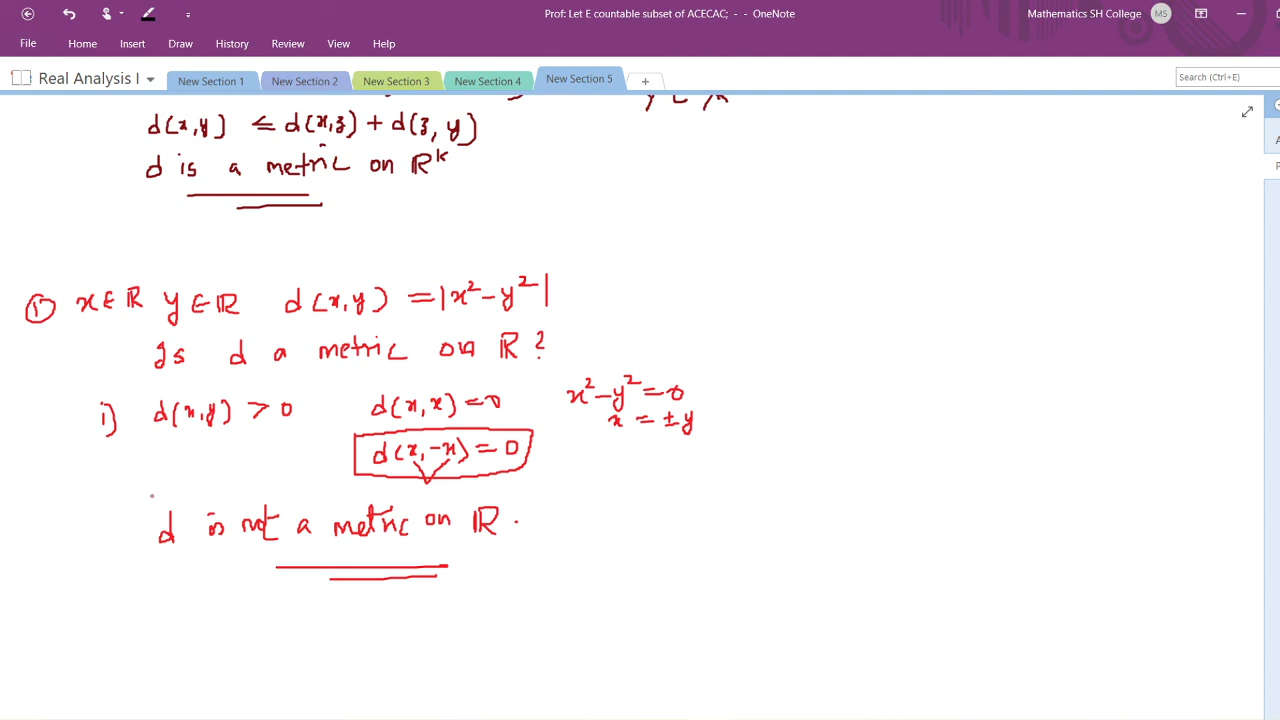 Prof: Let E countable subset of ACECAC; - - OneNote
Mathematics SH College MS
File Home Insert Draw History Review View Help
Real Analysis I New Section 1 New Section 2 New Section 3 New Section 4 New Section 5 +
Search (Ctrl+E)
d(x,y) ≤ d(x,z) + d(z,y)
d is a metric on ℝᵏ
① x∈ℝ y∈ℝ d(x,y) = |x²-y²|
Is d a metric on ℝ?
i) d(x,y) > 0 d(x,x) = 0 x²-y² = 0
x = ±y
d(x,-x) = 0
d is not a metric on ℝ.